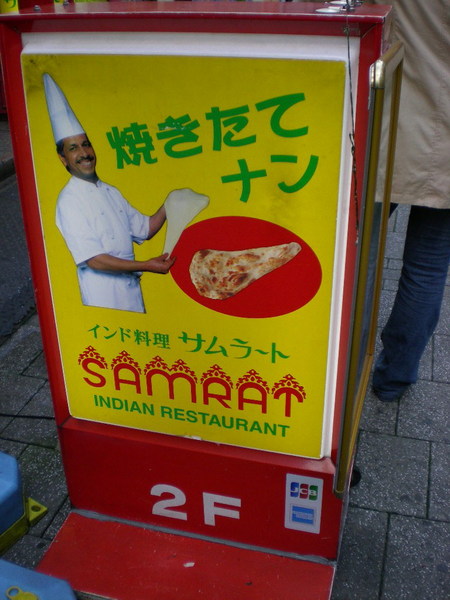 焼きたて
ナン
インド料理 サムラート
SAMRAT
INDIAN RESTAURANT
2F
JCB